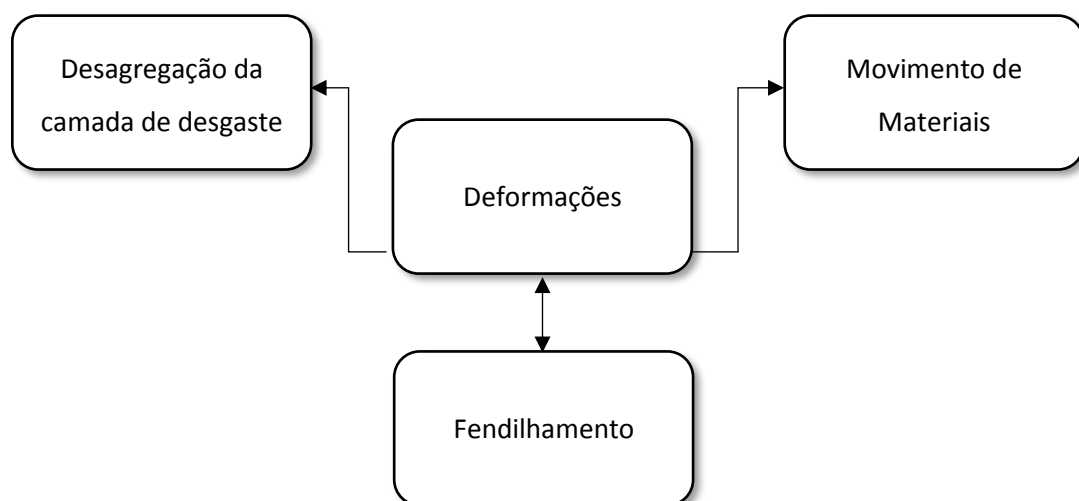 Desagregação da
camada de desgaste
Movimento de
Materiais
Deformações
Fendilhamento